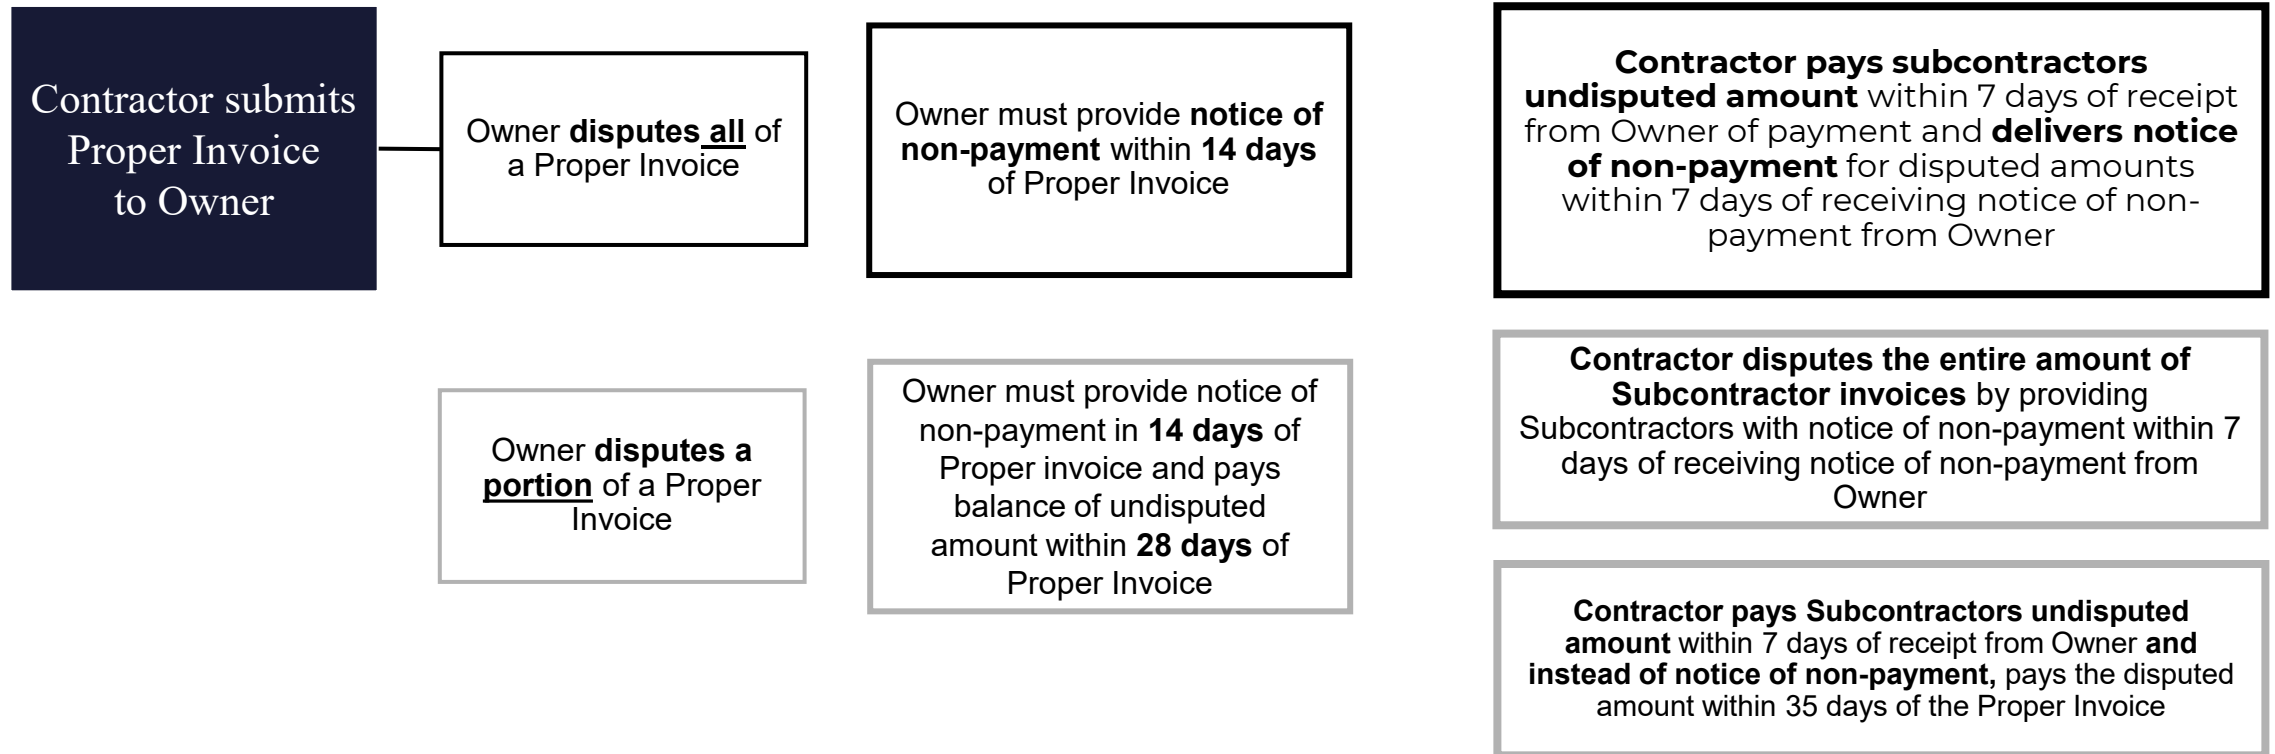 Contractor submits
Proper Invoice
to Owner
Owner disputes all of
a Proper Invoice
Owner must provide notice of
non-payment within 14 days
of Proper Invoice
Contractor pays subcontractors
undisputed amount within 7 days of receipt
from Owner of payment and delivers notice
of non-payment for disputed amounts
within 7 days of receiving notice of non-
payment from Owner
Owner disputes a
portion of a Proper
Invoice
Owner must provide notice of
non-payment in 14 days of
Proper invoice and pays
balance of undisputed
amount within 28 days of
Proper Invoice
Contractor disputes the entire amount of
Subcontractor invoices by providing
Subcontractors with notice of non-payment within 7
days of receiving notice of non-payment from
Owner
Contractor pays Subcontractors undisputed
amount within 7 days of receipt from Owner and
instead of notice of non-payment, pays the disputed
amount within 35 days of the Proper Invoice